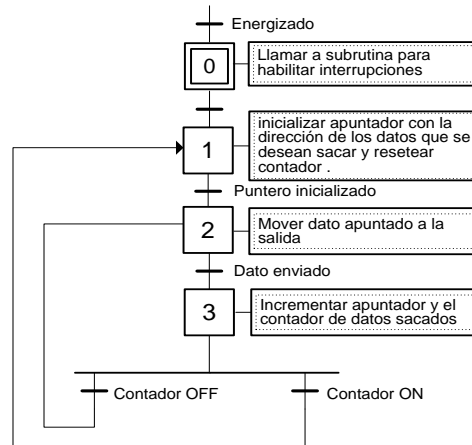 Energizado
0
Llamar a subrutina para
habilitar interrupciones
1
inicializar apuntador con la
dirección de los datos que se
desean sacar y resetear
contador .
Puntero inicializado
2
Mover dato apuntado a la
salida
Dato enviado
3
Incrementar apuntador y el
contador de datos sacados
Contador OFF
Contador ON